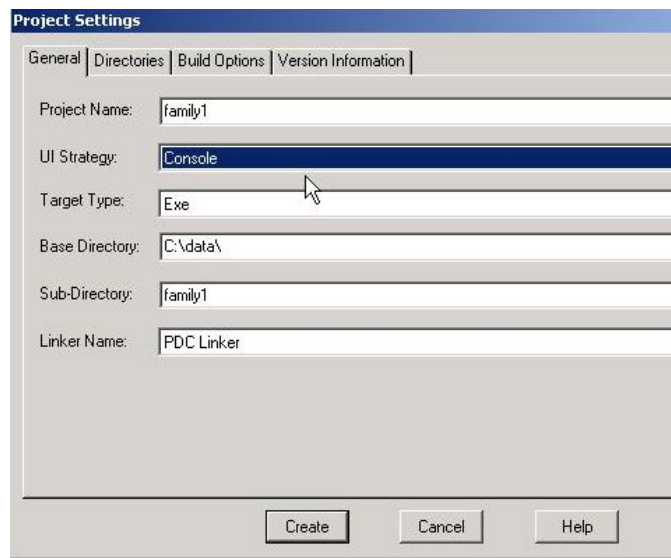 Project Settings
General Directories Build Options Version Information
Project Name: family1
UI Strategy: Console
Target Type: Exe
Base Directory: C:\data\
Sub-Directory: family1
Linker Name: PDC Linker
Create Cancel Help